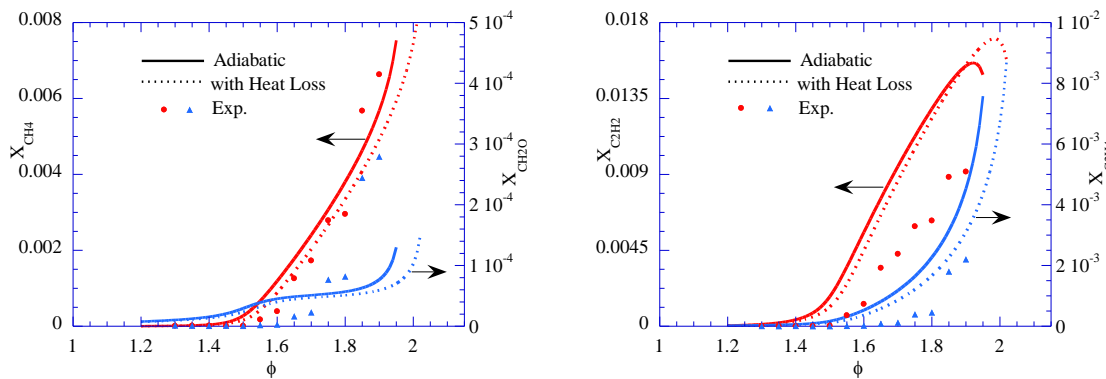 0.008
0.006
0.004
0.002
0
X_CH4
5 10^-4
4 10^-4
3 10^-4
2 10^-4
1 10^-4
0
X_CH2O
Adiabatic
with Heat Loss
Exp.
1 1.2 1.4 1.6 1.8 2
ϕ
0.018
0.0135
0.009
0.0045
0
X_C2H2
1 10^-2
8 10^-3
6 10^-3
4 10^-3
2 10^-3
0
Adiabatic
with Heat Loss
Exp.
1 1.2 1.4 1.6 1.8 2
ϕ